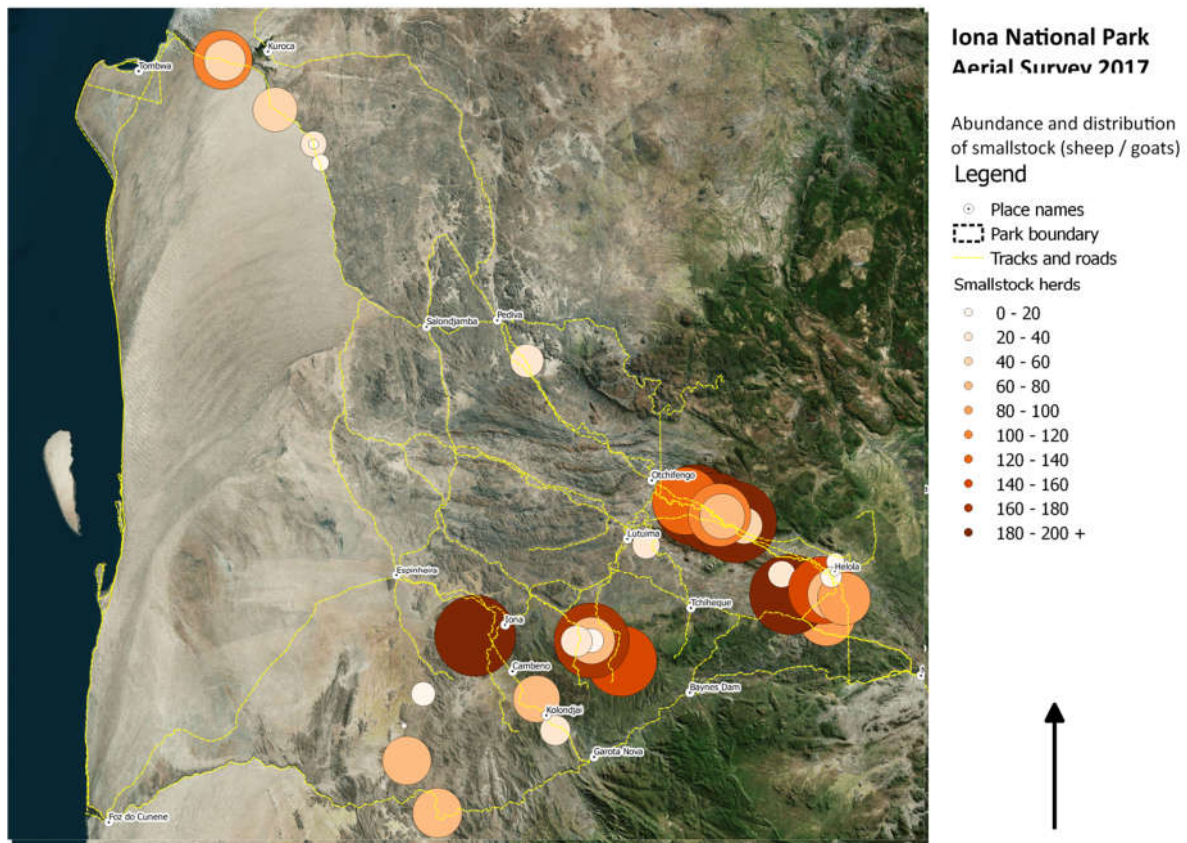 Iona National Park
Aerial Survey 2017
Abundance and distribution
of smallstock (sheep / goats)
Legend
Place names
Park boundary
Tracks and roads
Smallstock herds
0 - 20
20 - 40
40 - 60
60 - 80
80 - 100
100 - 120
120 - 140
140 - 160
160 - 180
180 - 200 +
Kuroca
Tombwa
Salondjamba
Pediva
Otchifengo
Lutuima
Helola
Espinheira
Tchiheque
Iona
Cambeno
Baynes Dam
Kolondjai
Garota Nova
Foz do Cunene